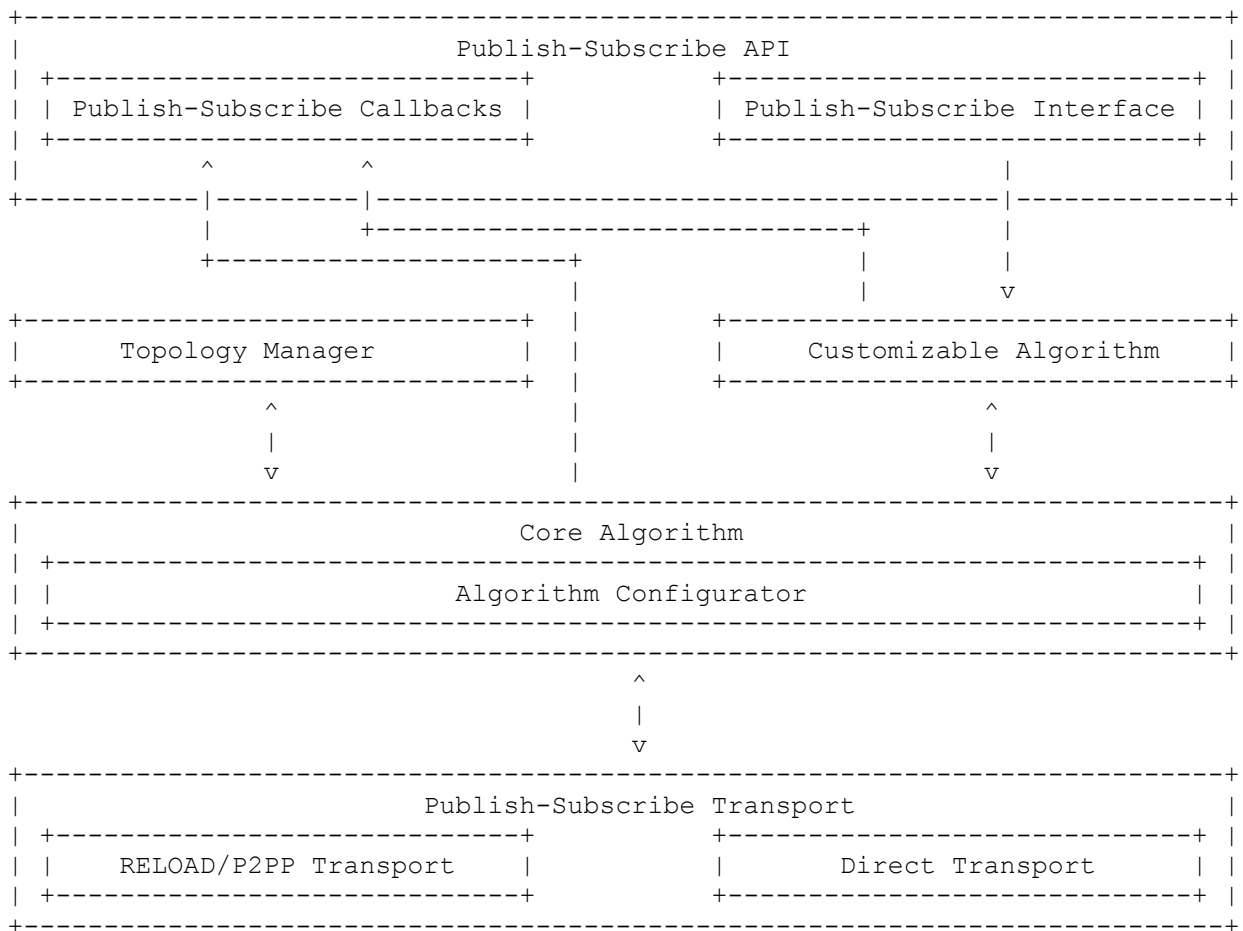 Publish-Subscribe API
Publish-Subscribe Callbacks
Publish-Subscribe Interface
Topology Manager
Customizable Algorithm
Core Algorithm
Algorithm Configurator
Publish-Subscribe Transport
RELOAD/P2PP Transport
Direct Transport